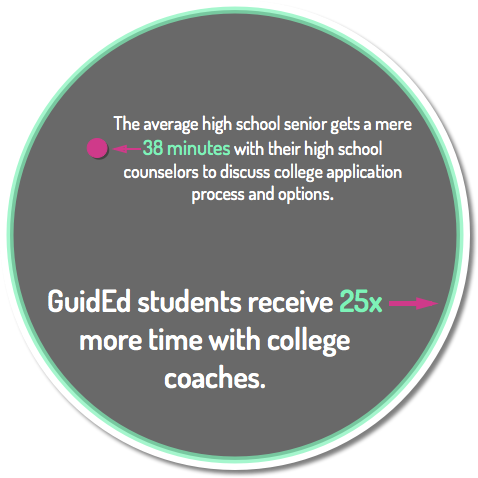 The average high school senior gets a mere
38 minutes with their high school
counselors to discuss college application
process and options.
GuidEd students receive 25x
more time with college
coaches.